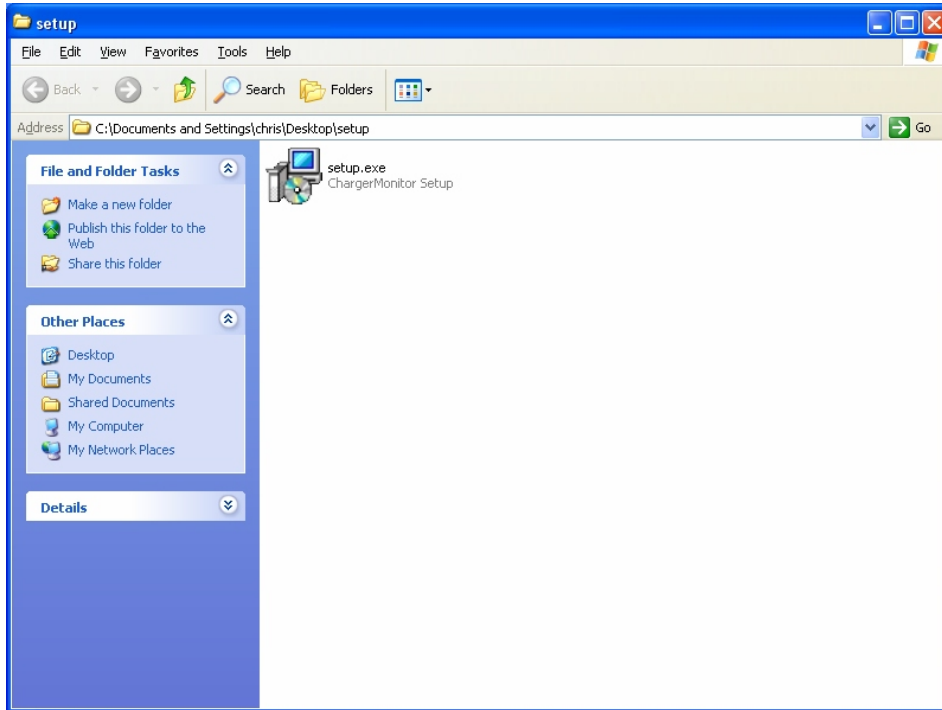 setup
File Edit View Favorites Tools Help
Back Search Folders
Address C:\Documents and Settings\chris\Desktop\setup Go
File and Folder Tasks
Make a new folder
Publish this folder to the
Web
Share this folder
Other Places
Desktop
My Documents
Shared Documents
My Computer
My Network Places
Details
setup.exe
ChargerMonitor Setup